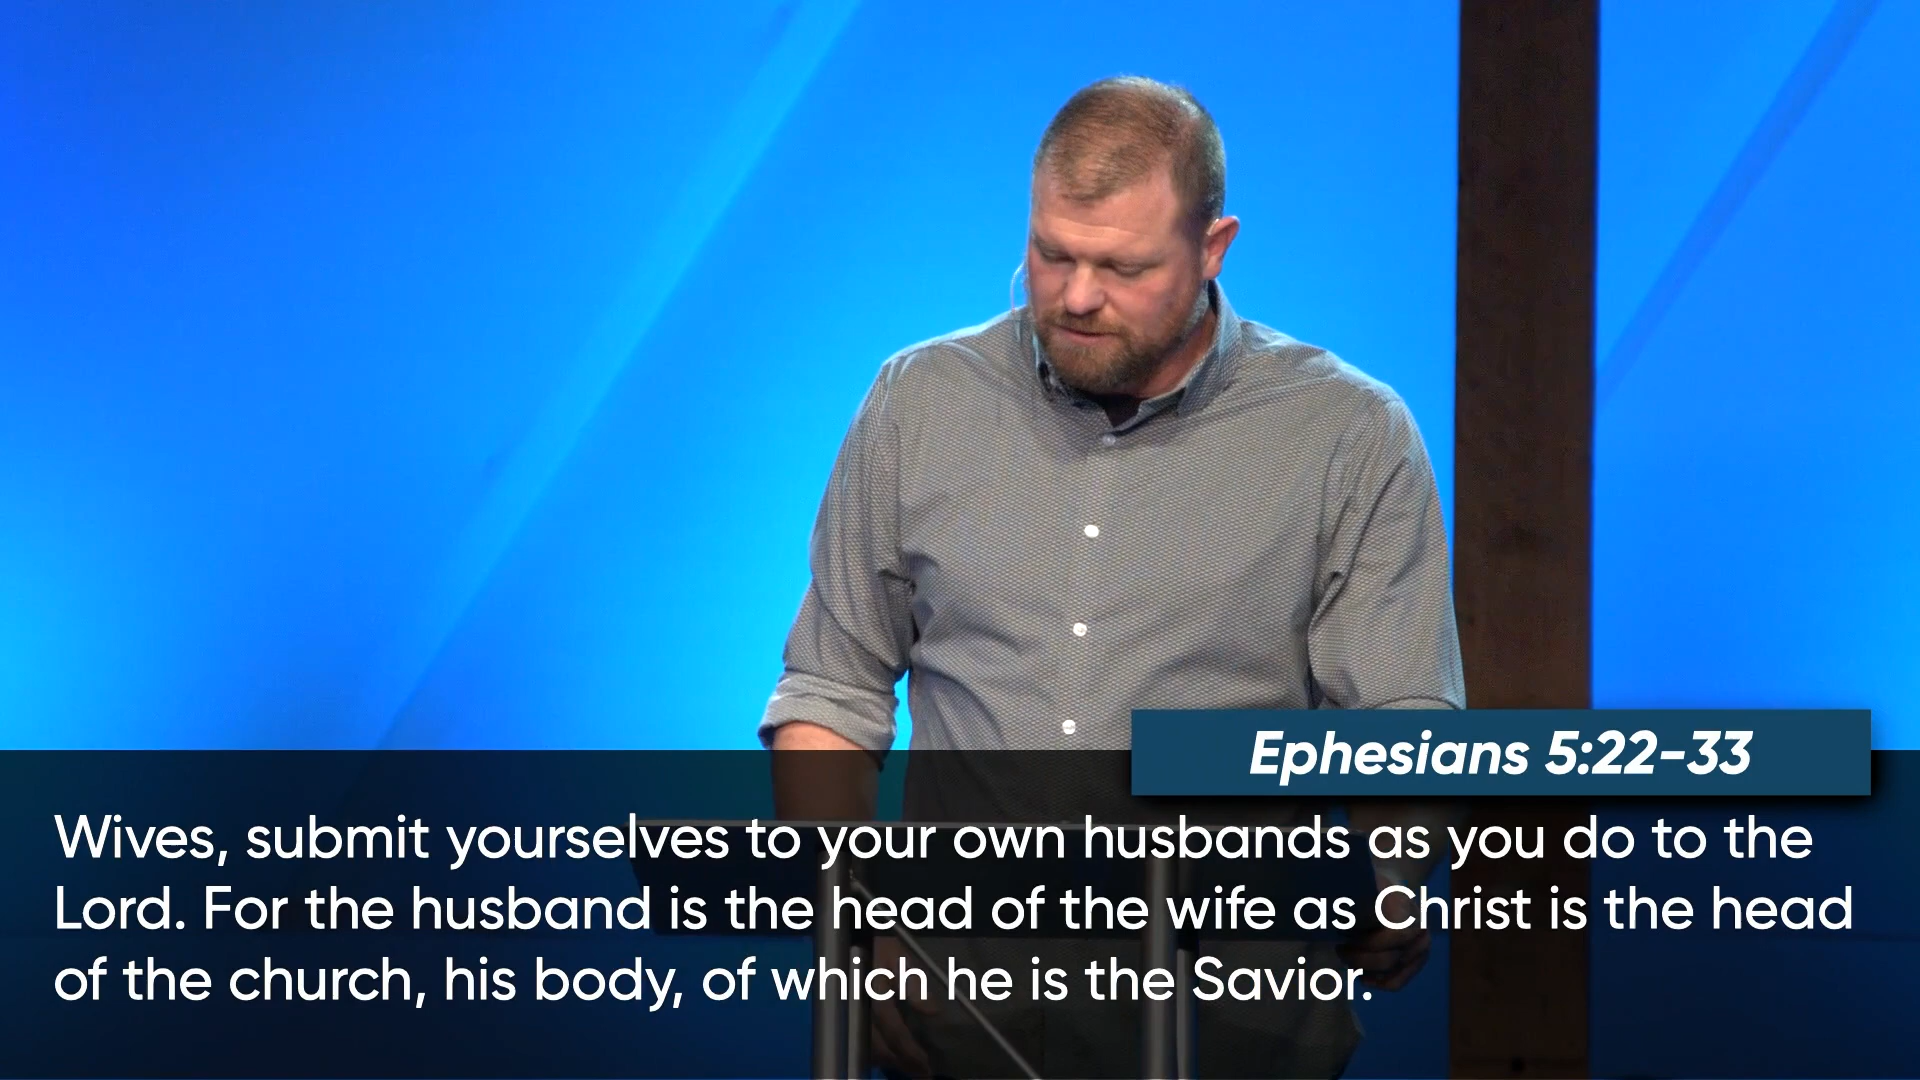 Ephesians 5:22-33
Wives, submit yourselves to your own husbands as you do to the
Lord. For the husband is the head of the wife as Christ is the head
of the church, his body, of which he is the Savior.